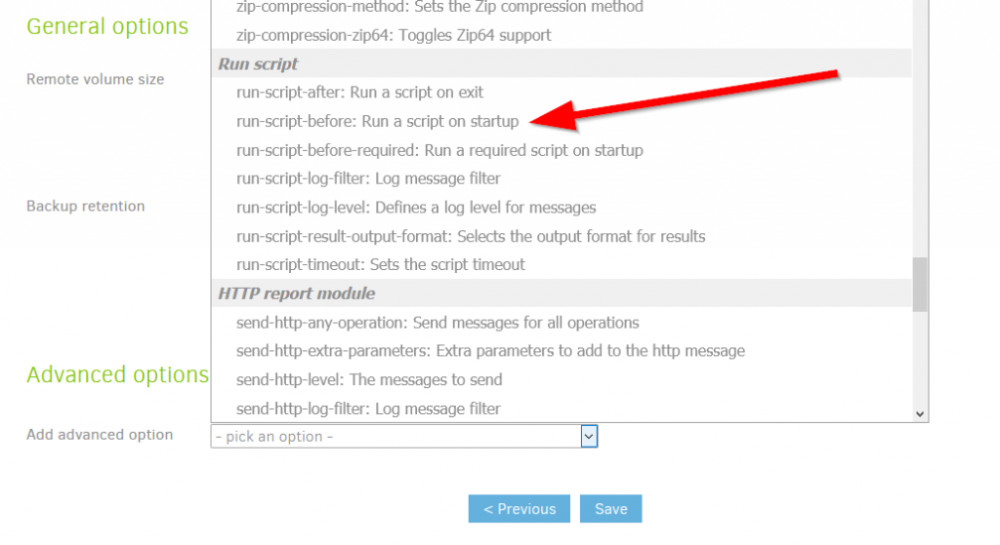 General options
Remote volume size
Backup retention
zip-compression-method: Sets the Zip compression method
zip-compression-zip64: Toggles Zip64 support
Run script
run-script-after: Run a script on exit
run-script-before: Run a script on startup
run-script-before-required: Run a required script on startup
run-script-log-filter: Log message filter
run-script-log-level: Defines a log level for messages
run-script-result-output-format: Selects the output format for results
run-script-timeout: Sets the script timeout
HTTP report module
send-http-any-operation: Send messages for all operations
send-http-extra-parameters: Extra parameters to add to the http message
send-http-level: The messages to send
send-http-log-filter: Log message filter
Advanced options
Add advanced option
- pick an option -
< Previous
Save